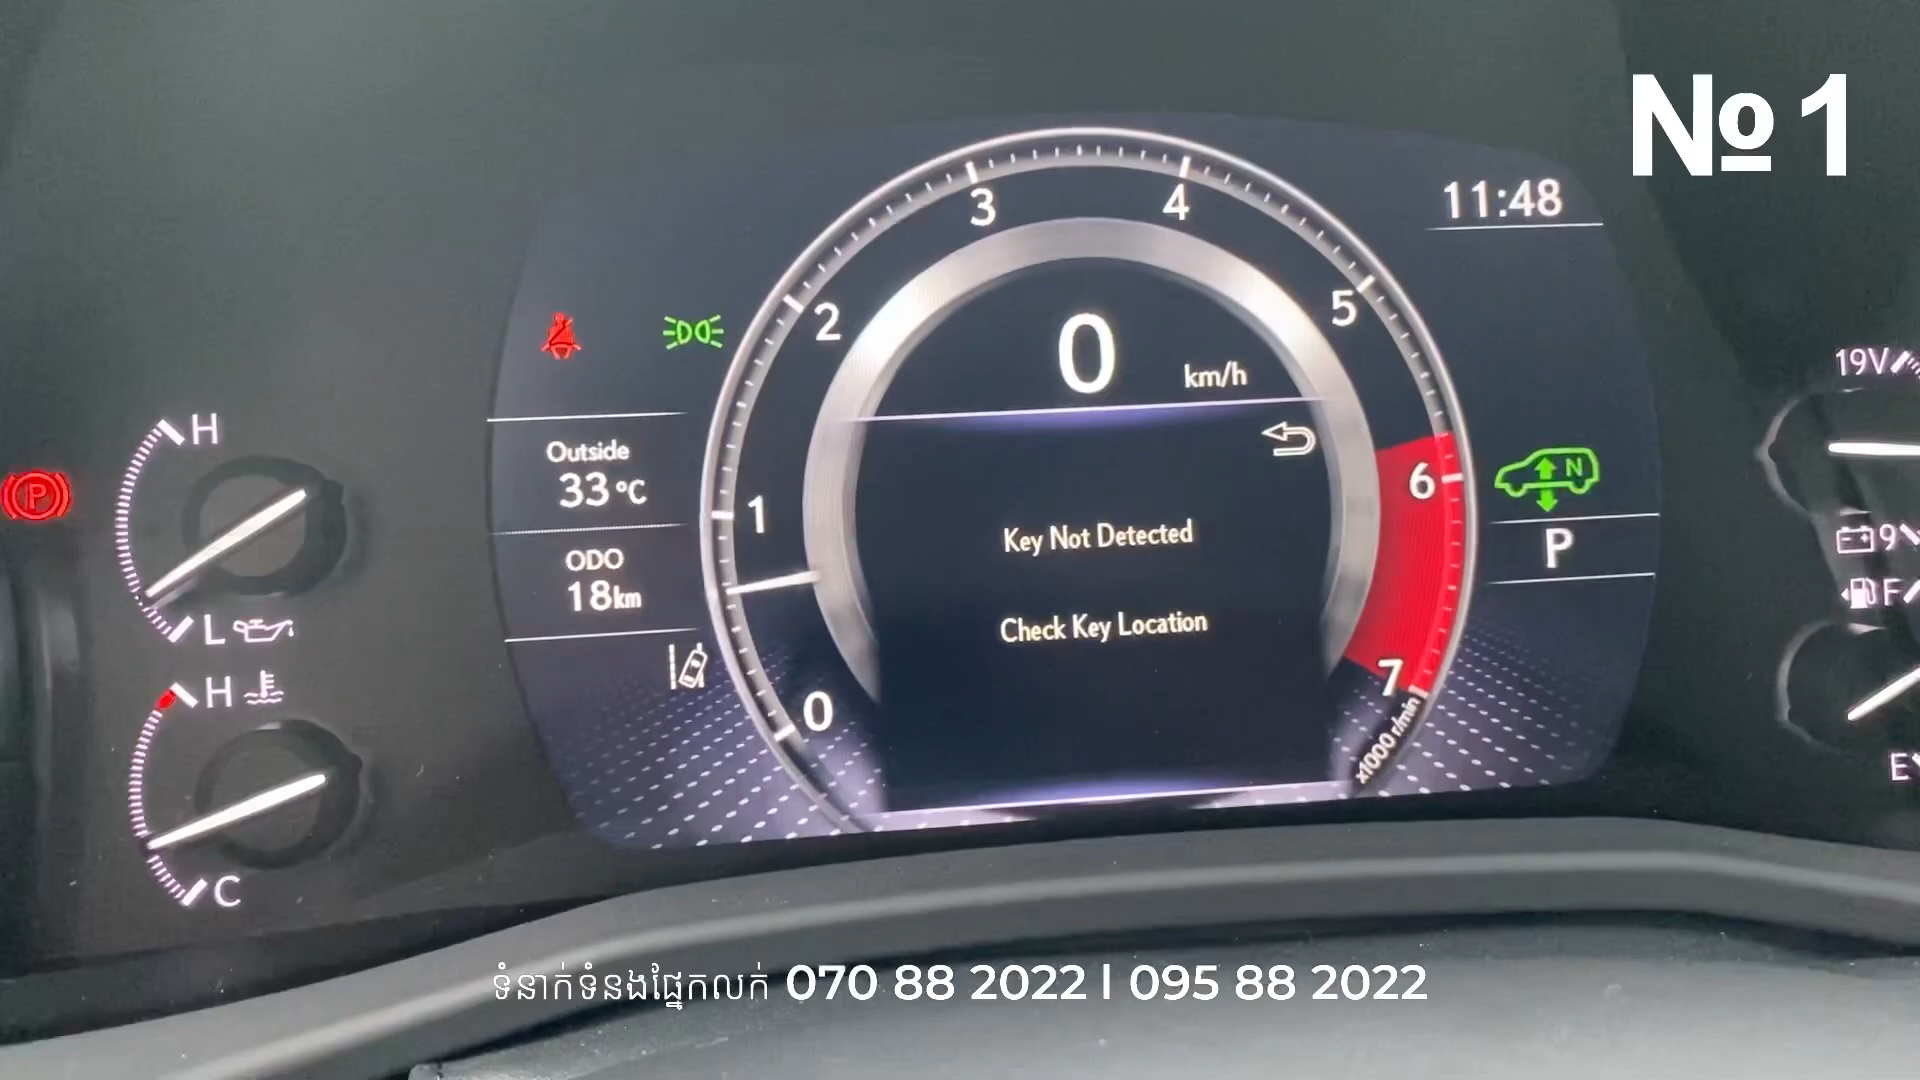 № 1
11:48
3
4
2
5
1
6
0
7
x1000 r/min
0
km/h
Outside
33°C
ODO
18km
Key Not Detected
Check Key Location
N
P
P
H
L
H
C
19V
9
F
E
ទំនាក់ទំនងផ្នែកលក់ 070 88 2022 | 095 88 2022